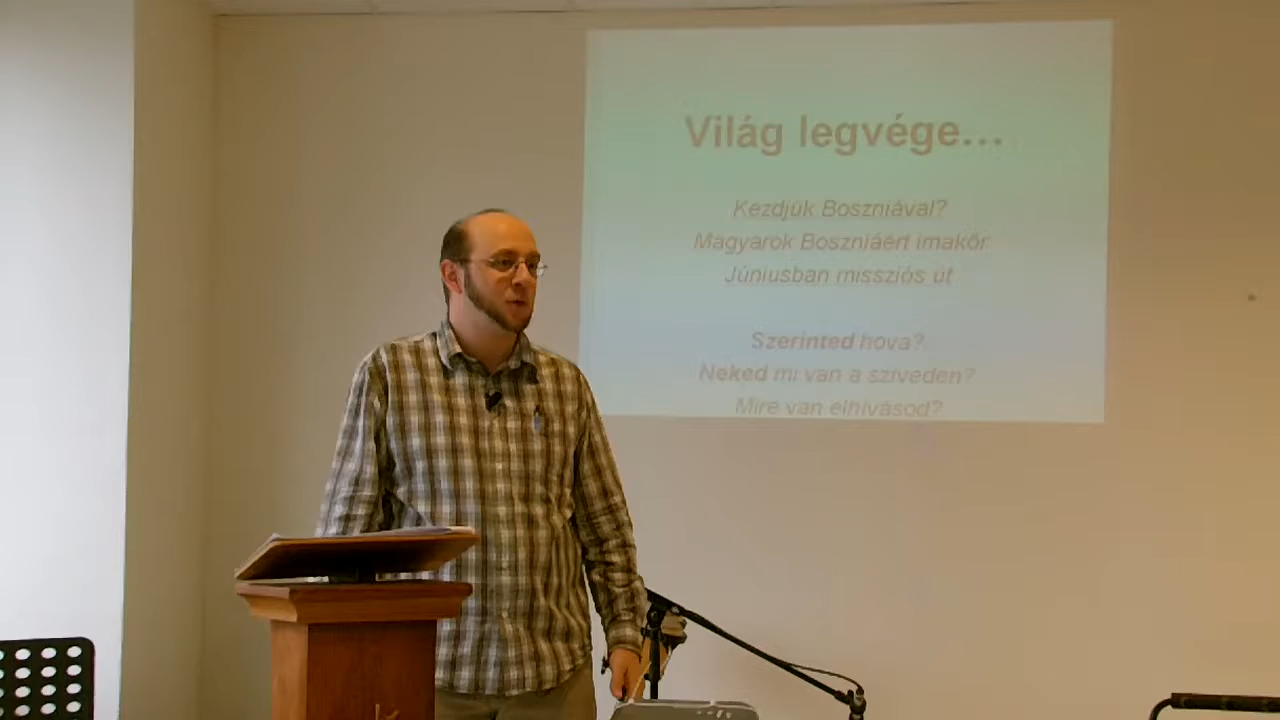 Világ legvége...
Kezdjük Boszniával?
Magyarok Boszniáért imakör
Júniusban missziós út
Szerinted hova?
Neked mi van a szíveden?
Mire van elhívásod?